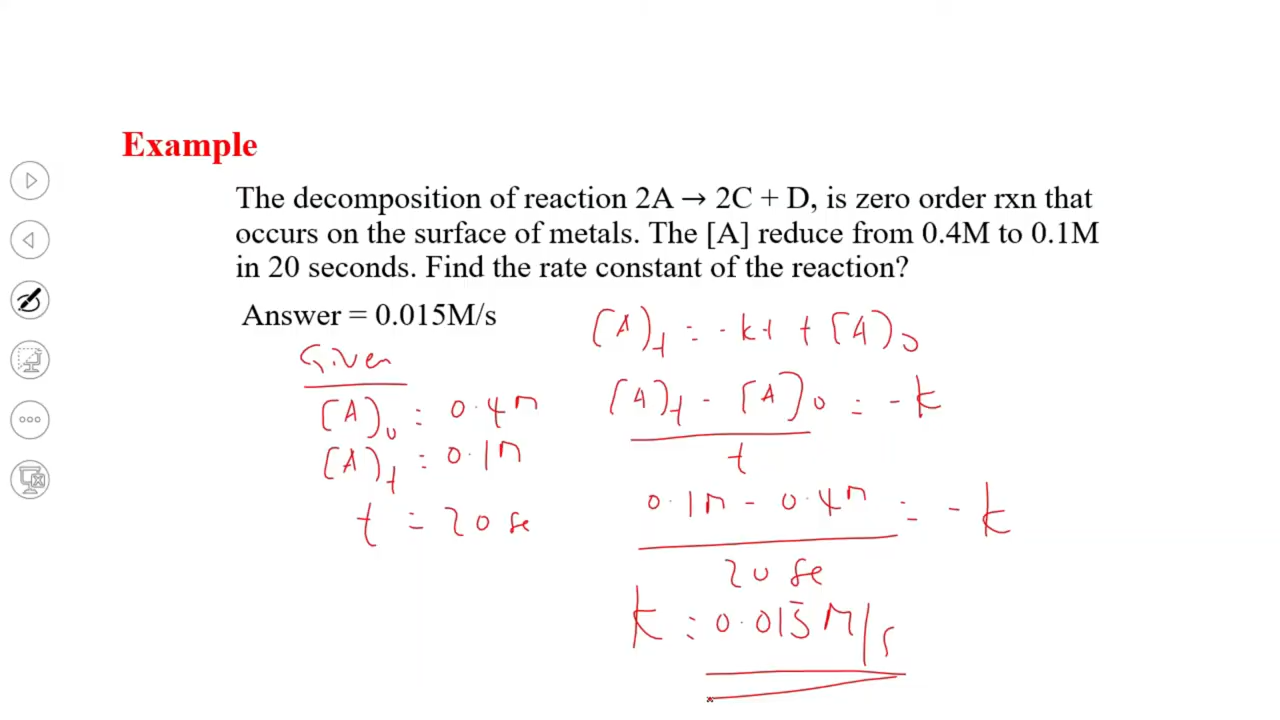 Example
The decomposition of reaction 2A → 2C + D, is zero order rxn that
occurs on the surface of metals. The [A] reduce from 0.4M to 0.1M
in 20 seconds. Find the rate constant of the reaction?
Answer = 0.015M/s
Given
[A]₀ = 0.4M
[A]t = 0.1M
t = 20 se
[A]t = -kt + [A]₀
[A]t - [A]₀ = -k
t
0.1M - 0.4M = -k
20 se
k = 0.015 M/s